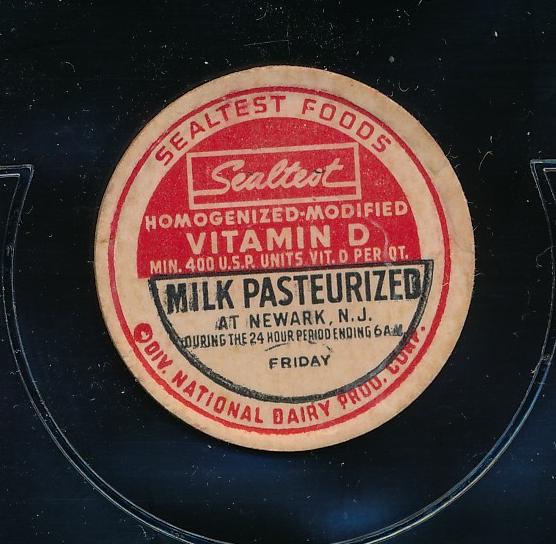 SEALTEST FOODS
Sealtest
HOMOGENIZED-MODIFIED
VITAMIN D
MIN. 400 U.S.P. UNITS VIT. D PER QT.
MILK PASTEURIZED
AT NEWARK, N.J.
DURING THE 24 HOUR PERIOD ENDING 6 A.M.
FRIDAY
DIV. NATIONAL DAIRY PROD. CORP.